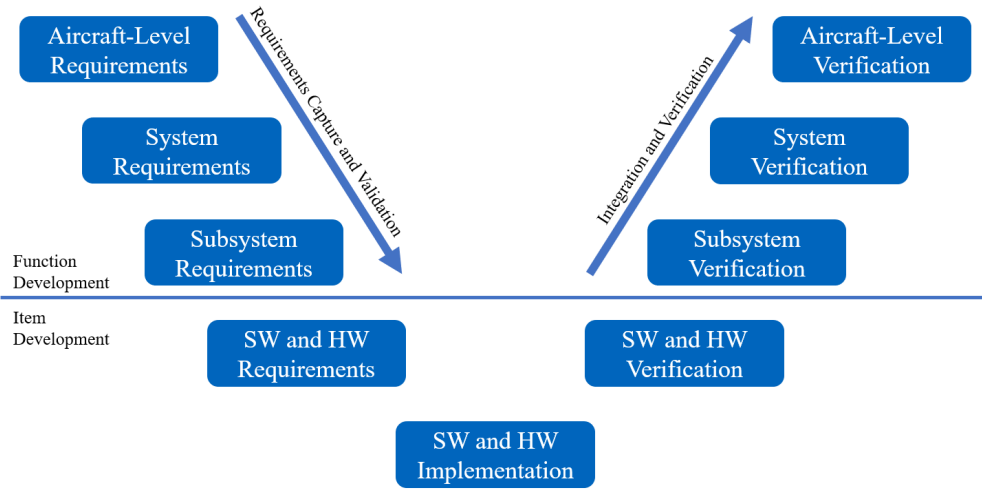 Aircraft-Level
Requirements
Requirements Capture and Validation
Integration and Verification
Aircraft-Level
Verification
System
Requirements
System
Verification
Subsystem
Requirements
Subsystem
Verification
Function
Development
Item
Development
SW and HW
Requirements
SW and HW
Verification
SW and HW
Implementation